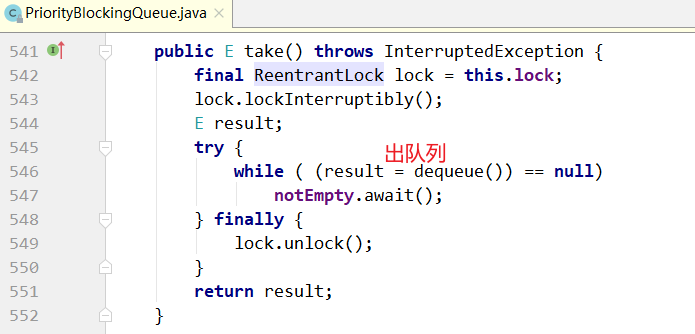 PriorityBlockingQueue.java
541 public E take() throws InterruptedException {
542 final ReentrantLock lock = this.lock;
543 lock.lockInterruptibly();
544 E result;
出队列
545 try {
546 while ( (result = dequeue()) == null)
547 notEmpty.await();
548 } finally {
549 lock.unlock();
550 }
551 return result;
552 }